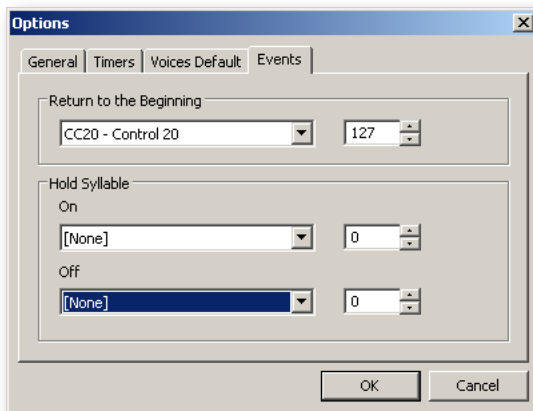 Options
General Timers Voices Default Events
Return to the Beginning
CC20 - Control 20 127
Hold Syllable
On
[None] 0
Off
[None] 0
OK Cancel